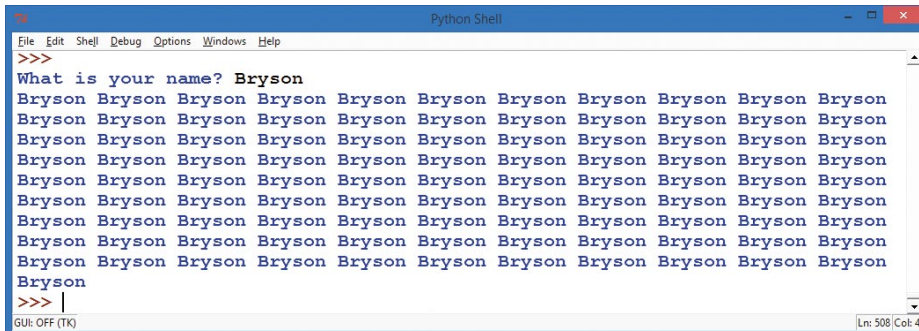 Python Shell
File Edit Shell Debug Options Windows Help
>>>
What is your name? Bryson
Bryson Bryson Bryson Bryson Bryson Bryson Bryson Bryson Bryson Bryson Bryson
Bryson Bryson Bryson Bryson Bryson Bryson Bryson Bryson Bryson Bryson Bryson
Bryson Bryson Bryson Bryson Bryson Bryson Bryson Bryson Bryson Bryson Bryson
Bryson Bryson Bryson Bryson Bryson Bryson Bryson Bryson Bryson Bryson Bryson
Bryson Bryson Bryson Bryson Bryson Bryson Bryson Bryson Bryson Bryson Bryson
Bryson Bryson Bryson Bryson Bryson Bryson Bryson Bryson Bryson Bryson Bryson
Bryson Bryson Bryson Bryson Bryson Bryson Bryson Bryson Bryson Bryson Bryson
Bryson Bryson Bryson Bryson Bryson Bryson Bryson Bryson Bryson Bryson Bryson
Bryson Bryson Bryson Bryson Bryson Bryson Bryson Bryson Bryson Bryson Bryson
Bryson
>>>
GUI: OFF (TK) Ln: 508 Col: 4